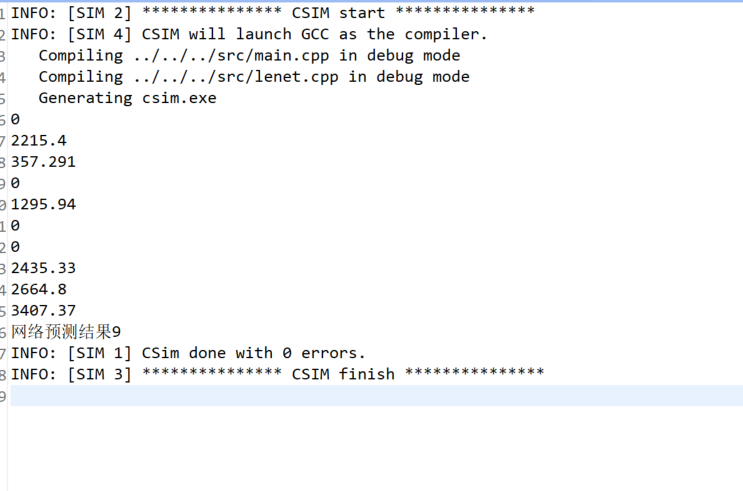 1 INFO: [SIM 2] *************** CSIM start ***************
2 INFO: [SIM 4] CSIM will launch GCC as the compiler.
3    Compiling ../../../src/main.cpp in debug mode
4    Compiling ../../../src/lenet.cpp in debug mode
5    Generating csim.exe
6 0
7 2215.4
8 357.291
9 0
0 1295.94
1 0
2 0
3 2435.33
4 2664.8
5 3407.37
6 网络预测结果9
7 INFO: [SIM 1] CSim done with 0 errors.
8 INFO: [SIM 3] *************** CSIM finish ***************
9